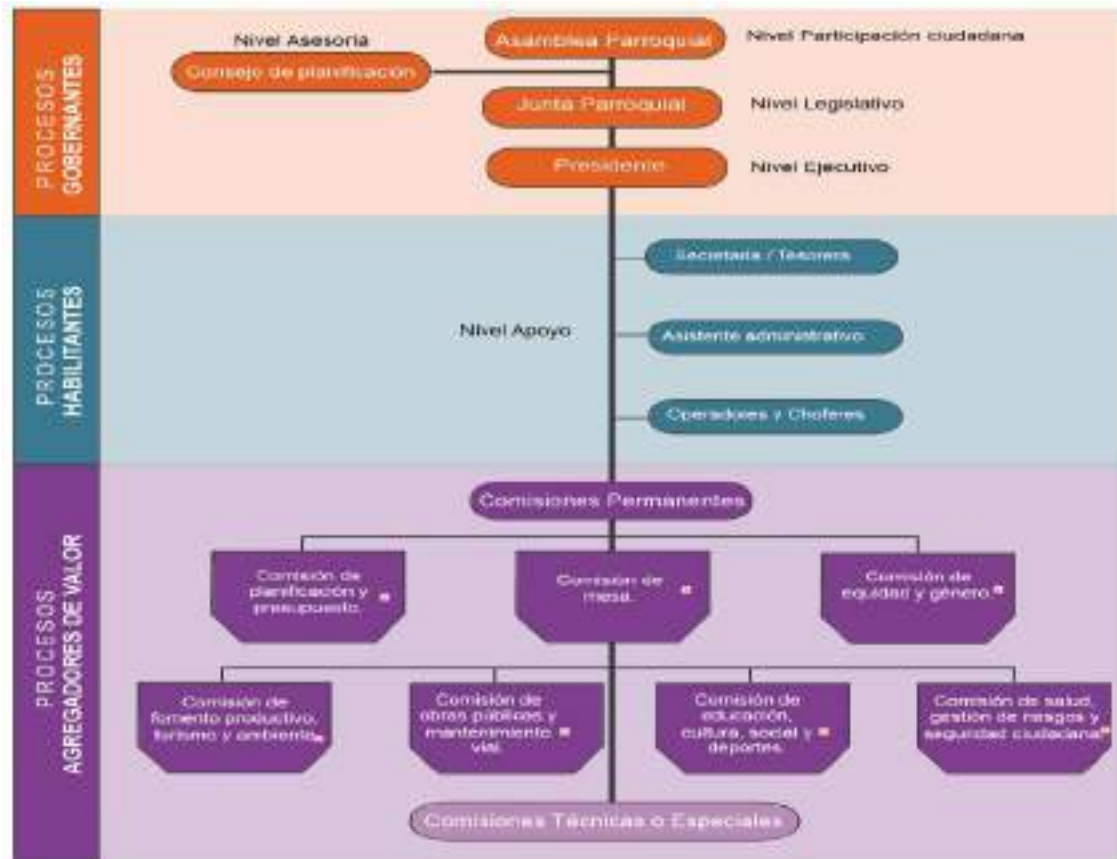 PROCESOS
GOBERNANTES
Nivel Asesoría
Asamblea Parroquial
Nivel Participación ciudadana
Consejo de planificación
Junta Parroquial
Nivel Legislativo
Presidente
Nivel Ejecutivo
PROCESOS
HABILITANTES
Secretaria / Tesorera
Nivel Apoyo
Asistente administrativo
Operadores y Choferes
PROCESOS
AGREGADORES DE VALOR
Comisiones Permanentes
Comisión de
planificación y
presupuesto.
Comisión de
mesa.
Comisión de
equidad y género.
Comisión de
fomento productivo,
turismo y ambiente.
Comisión de
obras públicas y
mantenimiento
vial.
Comisión de
educación,
cultura, social y
deportes.
Comisión de salud,
gestión de riesgos y
seguridad ciudadana
Comisiones Técnicas o Especiales